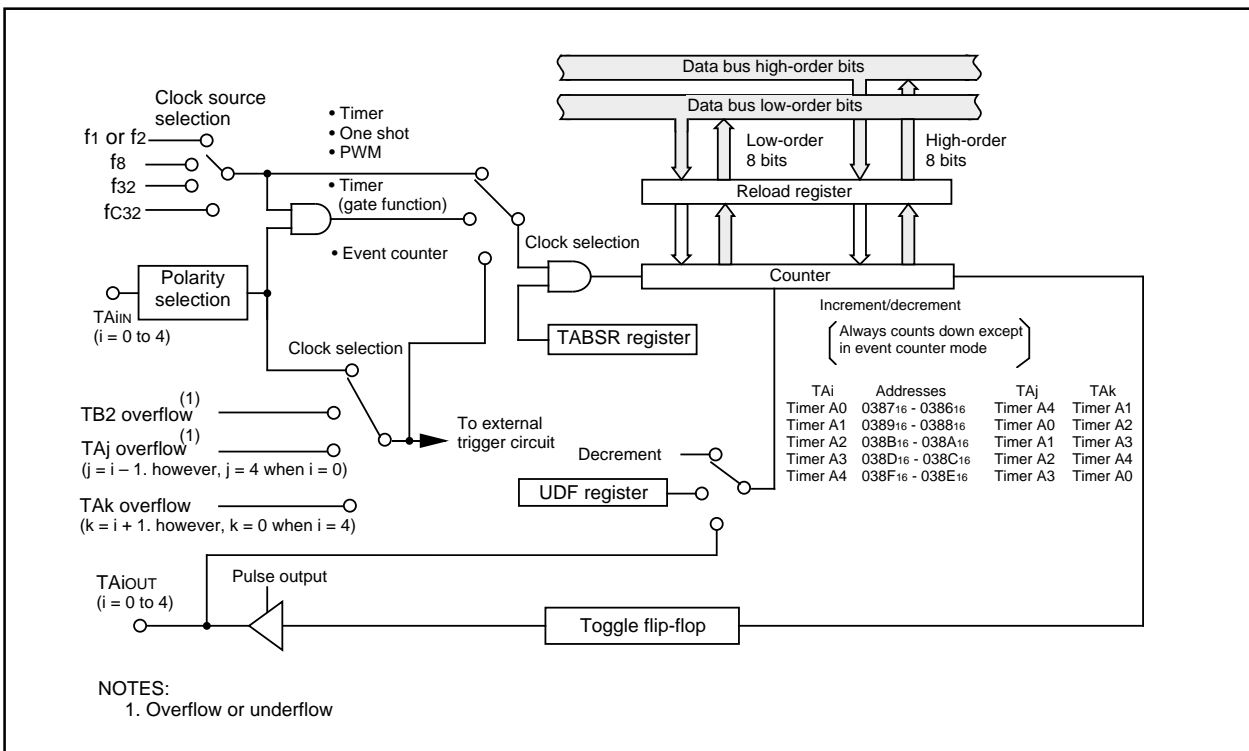 Data bus high-order bits
Data bus low-order bits
Clock source
selection
f1 or f2
f8
f32
fC32
• Timer
• One shot
• PWM
• Timer
(gate function)
• Event counter
Low-order
8 bits
High-order
8 bits
Reload register
Clock selection
Counter
Polarity
selection
TAiIN
(i = 0 to 4)
TABSR register
Increment/decrement
Always counts down except
in event counter mode
Clock selection
TB2 overflow(1)
TAj overflow(1)
(j = i – 1. however, j = 4 when i = 0)
TAk overflow
(k = i + 1. however, k = 0 when i = 4)
To external
trigger circuit
Decrement
UDF register
TAi Addresses TAj TAk
Timer A0 038716 - 038616 Timer A4 Timer A1
Timer A1 038916 - 038816 Timer A0 Timer A2
Timer A2 038B16 - 038A16 Timer A1 Timer A3
Timer A3 038D16 - 038C16 Timer A2 Timer A4
Timer A4 038F16 - 038E16 Timer A3 Timer A0
TAiOUT
(i = 0 to 4)
Pulse output
Toggle flip-flop
NOTES:
1. Overflow or underflow